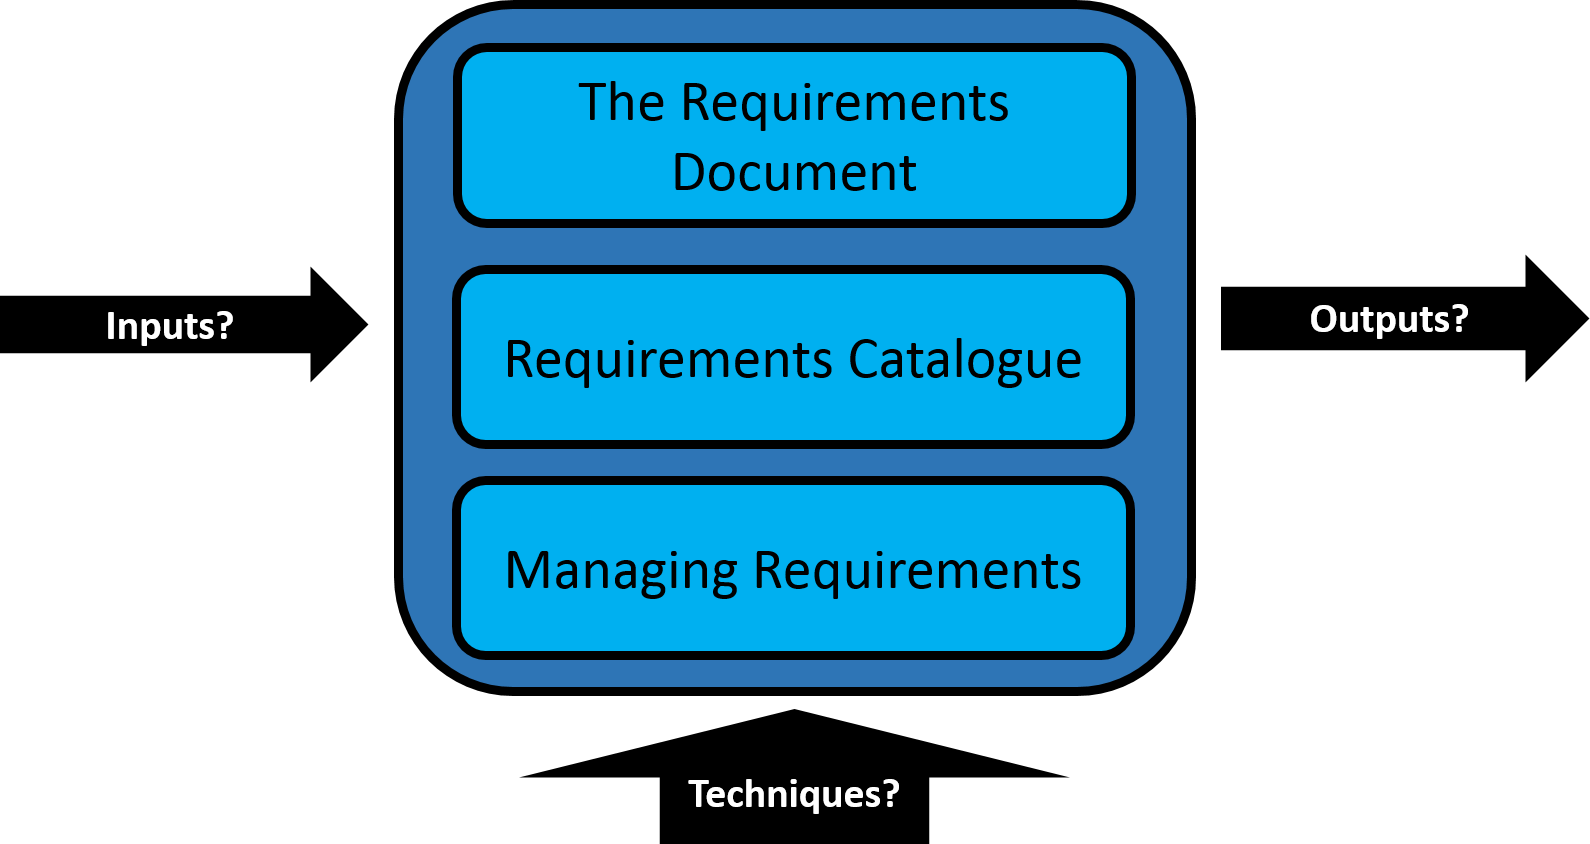 The Requirements
Document
Inputs?
Requirements Catalogue
Outputs?
Managing Requirements
Techniques?